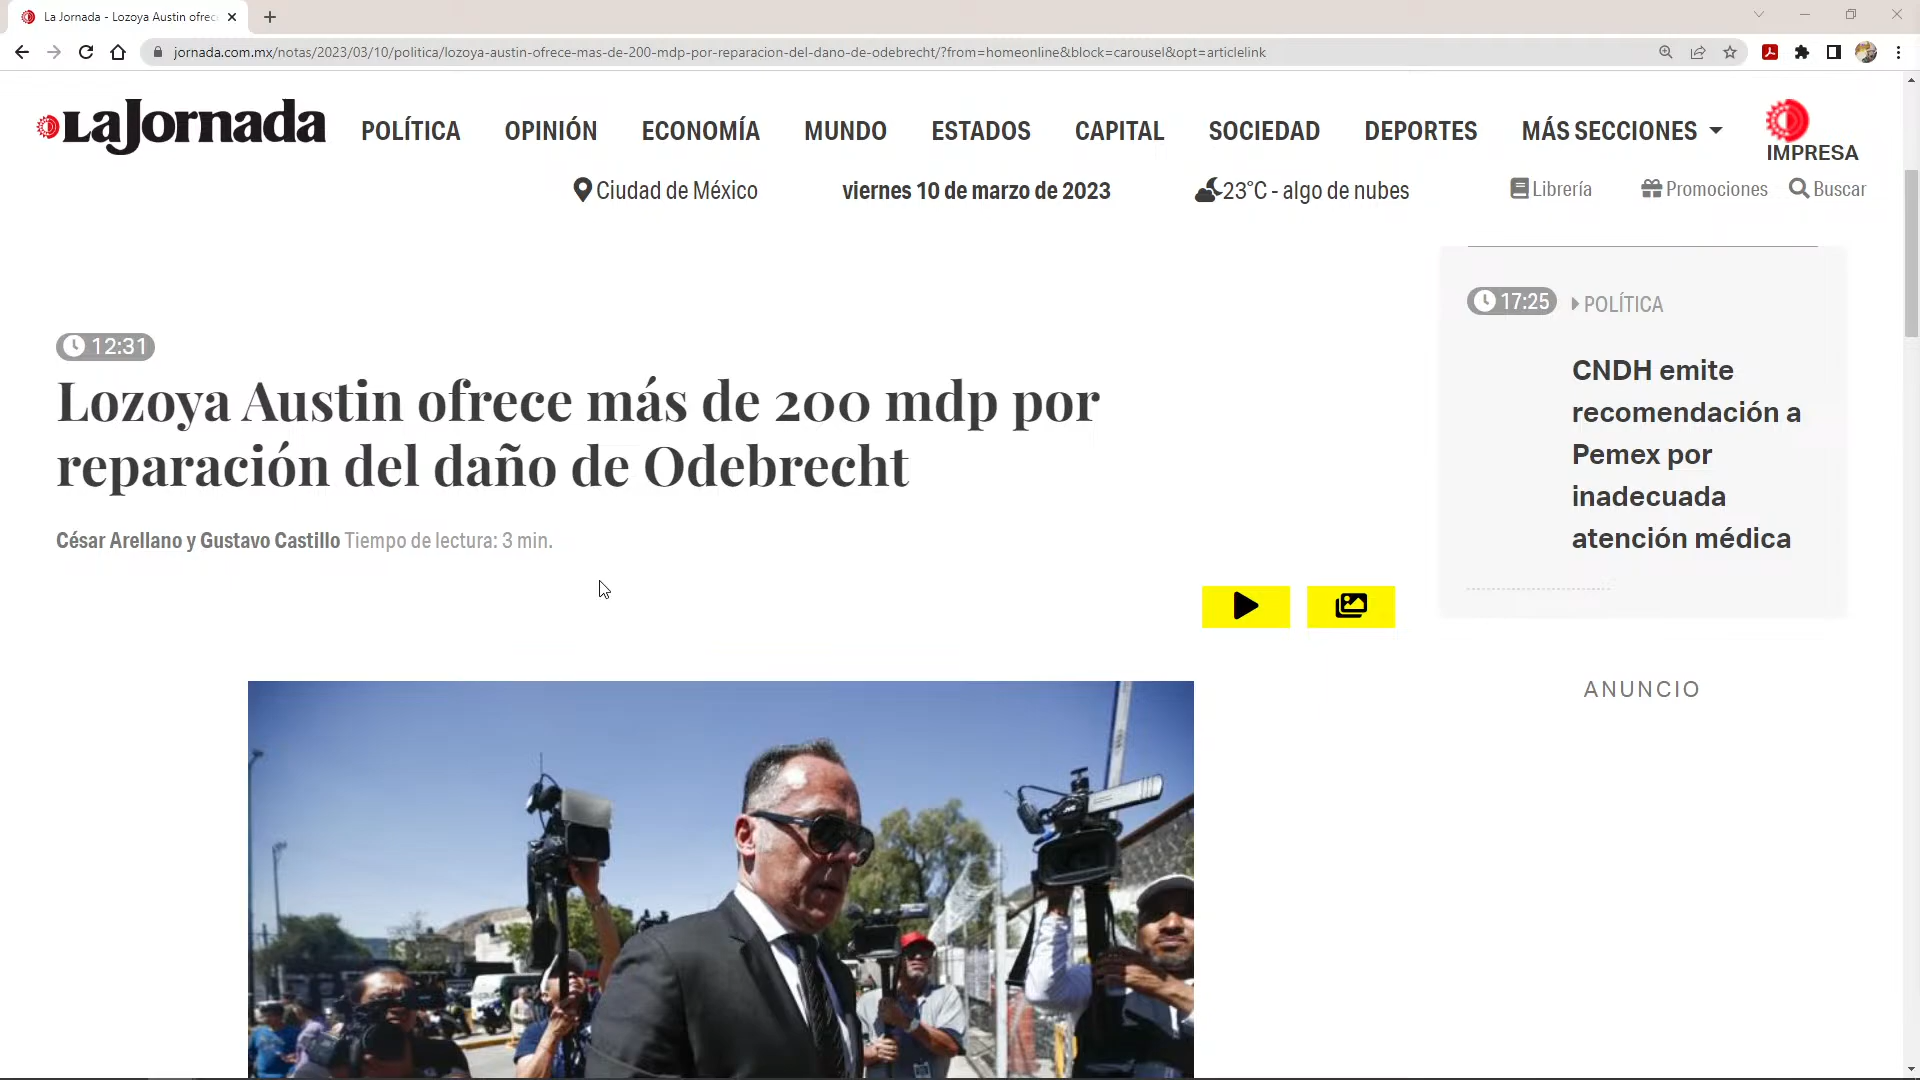 La Jornada - Lozoya Austin ofrec
jornada.com.mx/notas/2023/03/10/politica/lozoya-austin-ofrece-mas-de-200-mdp-por-reparacion-del-dano-de-odebrecht/?from=homeonline&block=carousel&opt=articlelink
LaJornada
POLÍTICA OPINIÓN ECONOMÍA MUNDO ESTADOS CAPITAL SOCIEDAD DEPORTES MÁS SECCIONES
IMPRESA
Ciudad de México viernes 10 de marzo de 2023 23°C - algo de nubes Librería Promociones Buscar
12:31
Lozoya Austin ofrece más de 200 mdp por
reparación del daño de Odebrecht
César Arellano y Gustavo Castillo Tiempo de lectura: 3 min.
17:25 POLÍTICA
CNDH emite
recomendación a
Pemex por
inadecuada
atención médica
ANUNCIO